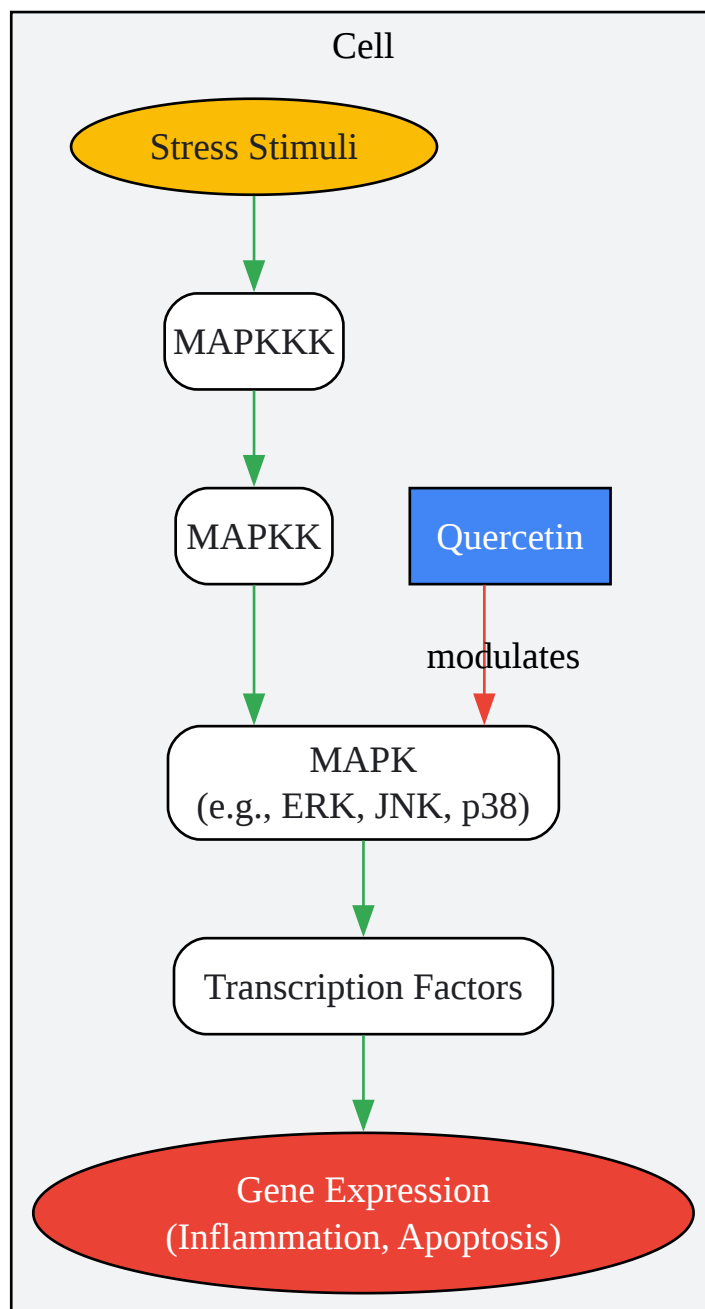 Cell
Stress Stimuli
MAPKKK
MAPKK
Quercetin
modulates
MAPK
(e.g., ERK, JNK, p38)
Transcription Factors
Gene Expression
(Inflammation, Apoptosis)